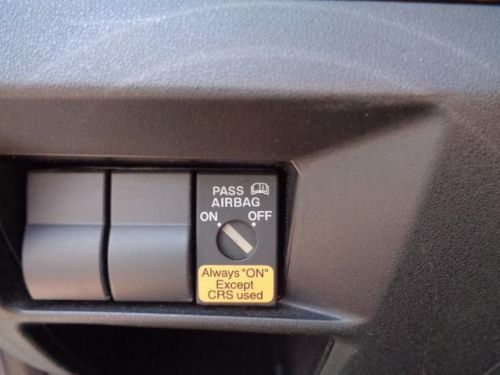 PASS
AIRBAG
ON OFF
Always "ON"
Except
CRS used